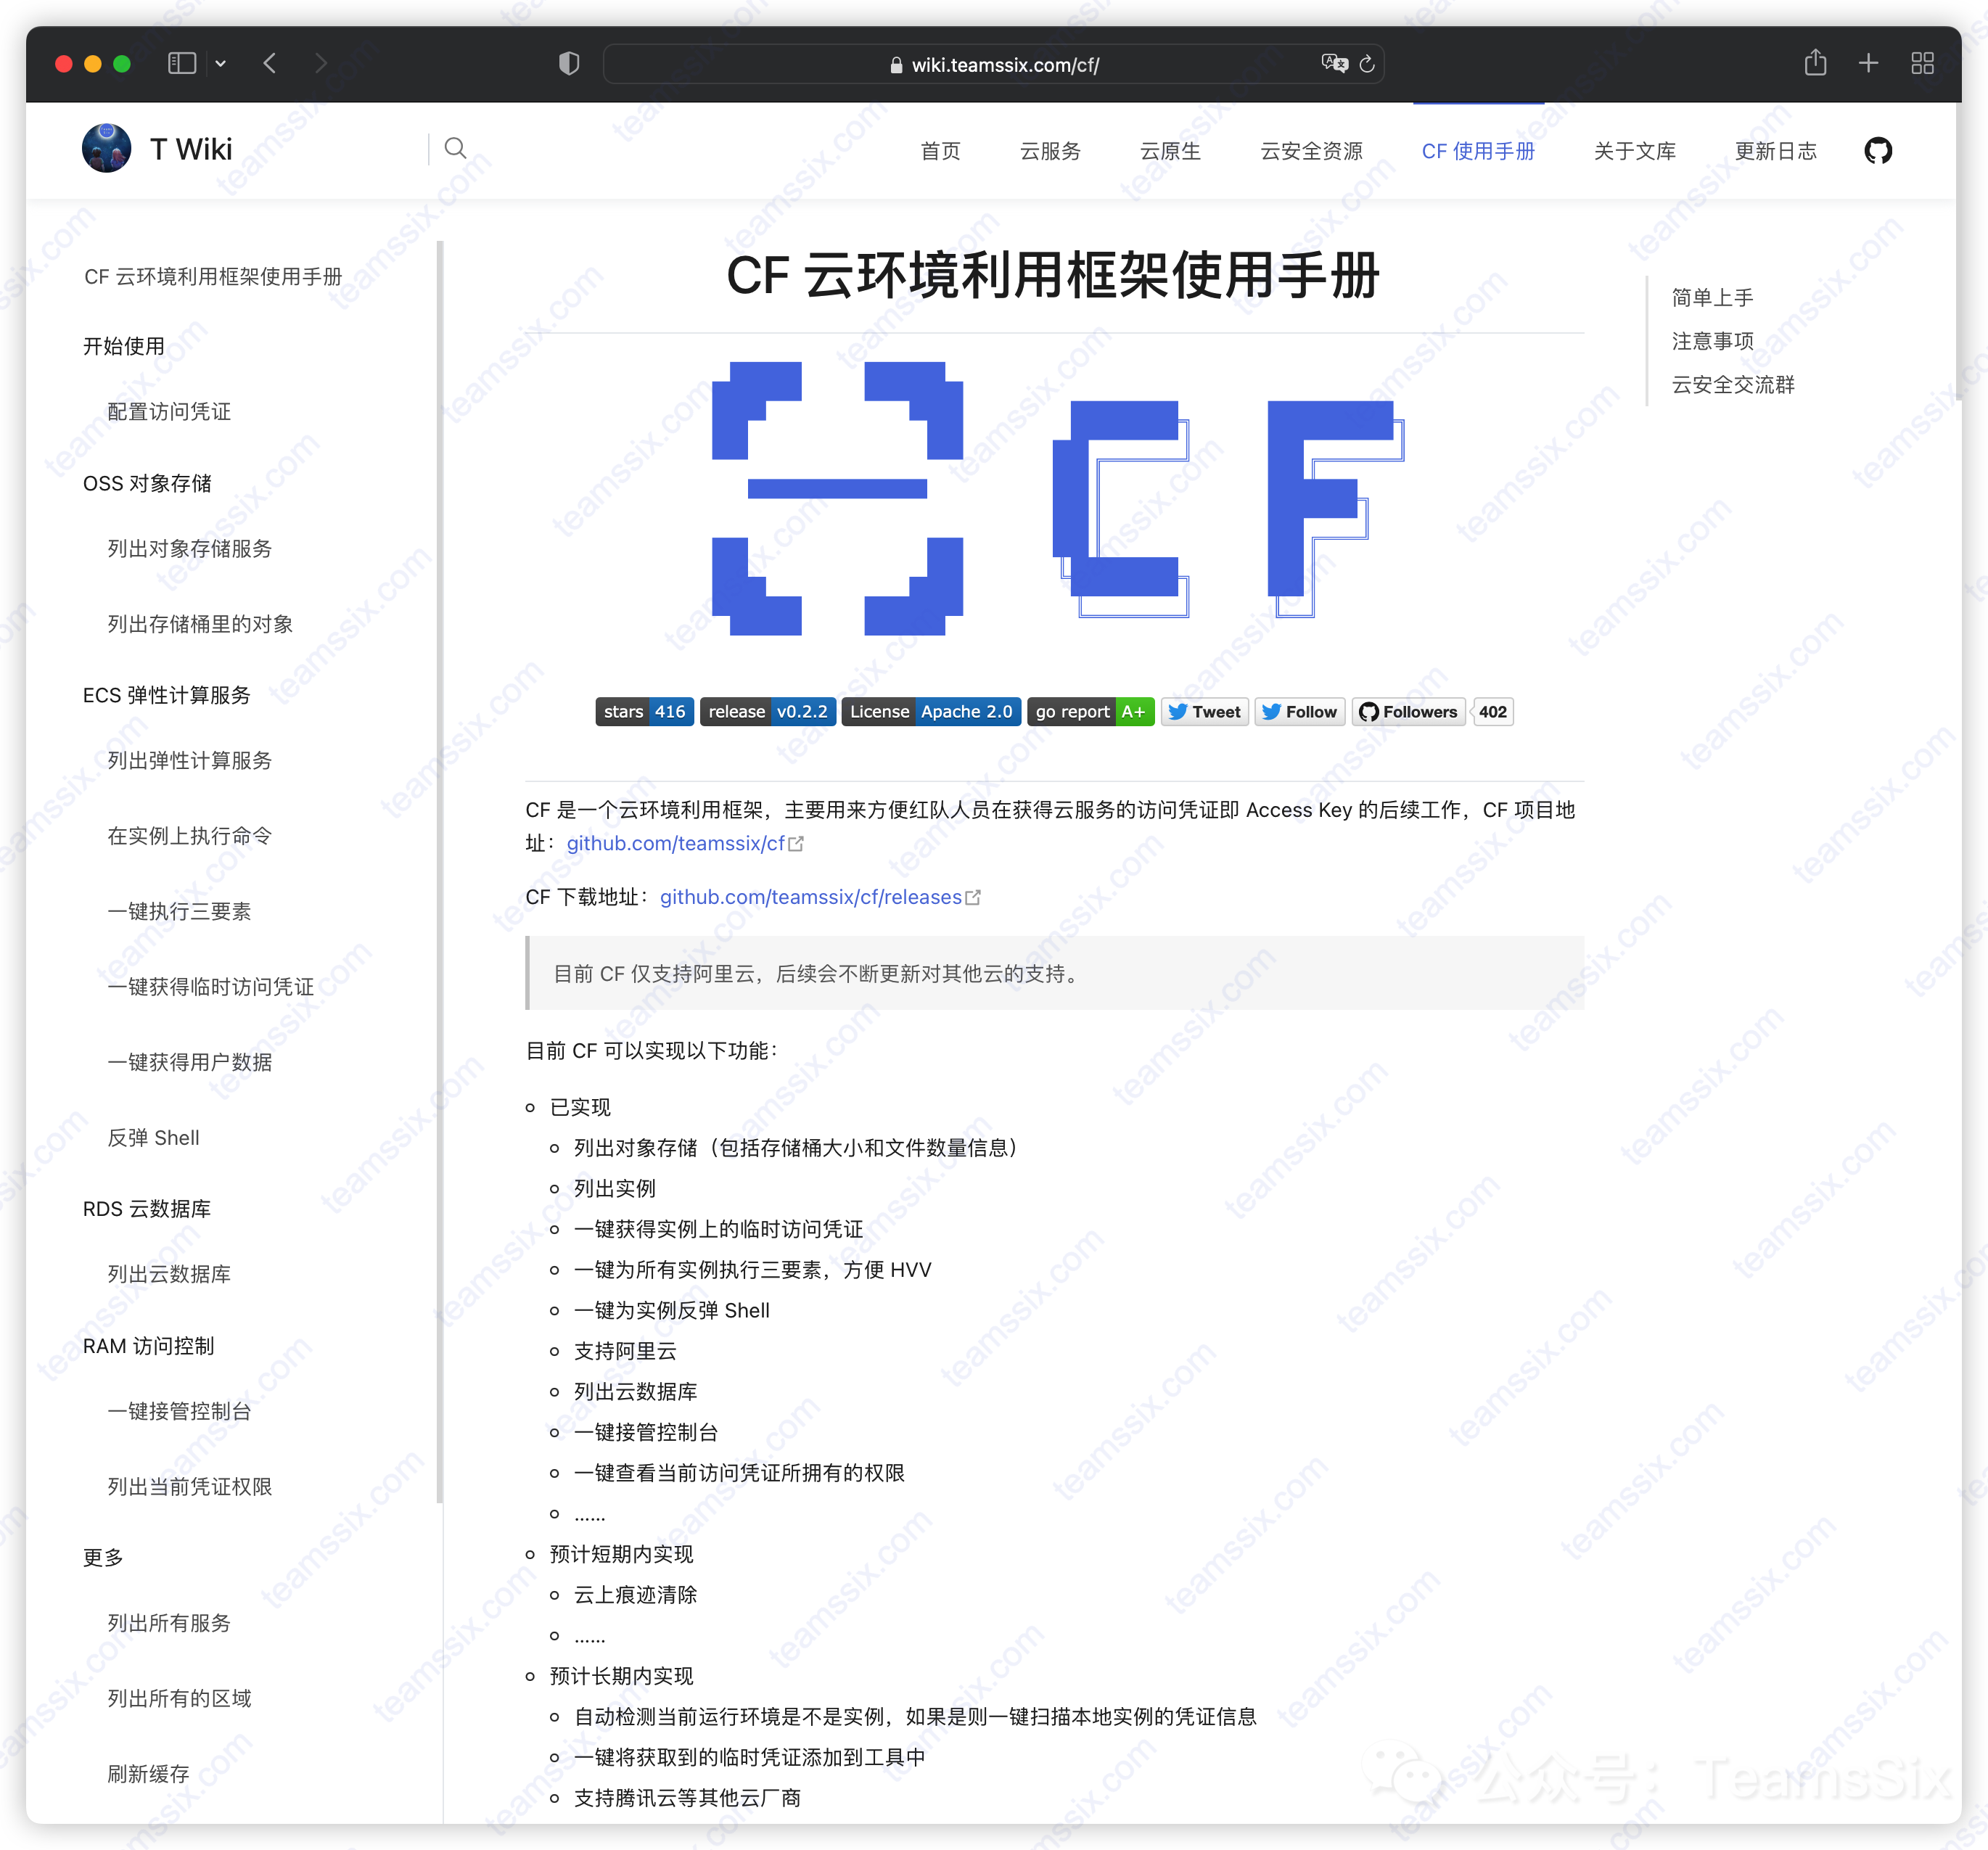 wiki.teamssix.com/cf/
T Wiki
首页
云服务
云原生
云安全资源
CF 使用手册
关于文库
更新日志
CF 云环境利用框架使用手册
开始使用
配置访问凭证
OSS 对象存储
列出对象存储服务
列出存储桶里的对象
ECS 弹性计算服务
列出弹性计算服务
在实例上执行命令
一键执行三要素
一键获得临时访问凭证
一键获得用户数据
反弹 Shell
RDS 云数据库
列出云数据库
RAM 访问控制
一键接管控制台
列出当前凭证权限
更多
列出所有服务
列出所有的区域
刷新缓存
CF 云环境利用框架使用手册
CF
stars 416
release v0.2.2
License Apache 2.0
go report A+
Tweet
Follow
Followers 402
CF 是一个云环境利用框架，主要用来方便红队人员在获得云服务的访问凭证即 Access Key 的后续工作，CF 项目地
址：github.com/teamssix/cf
CF 下载地址：github.com/teamssix/cf/releases
目前 CF 仅支持阿里云，后续会不断更新对其他云的支持。
目前 CF 可以实现以下功能：
已实现
列出对象存储（包括存储桶大小和文件数量信息）
列出实例
一键获得实例上的临时访问凭证
一键为所有实例执行三要素，方便 HVV
一键为实例反弹 Shell
支持阿里云
列出云数据库
一键接管控制台
一键查看当前访问凭证所拥有的权限
......
预计短期内实现
云上痕迹清除
......
预计长期内实现
自动检测当前运行环境是不是实例，如果是则一键扫描本地实例的凭证信息
一键将获取到的临时凭证添加到工具中
支持腾讯云等其他云厂商
简单上手
注意事项
云安全交流群
公众号：TeamsSix
teamssix.com